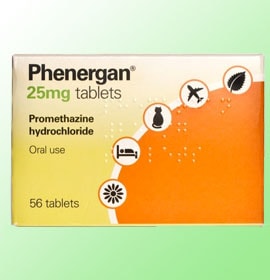 Phenergan®
25mg tablets
Promethazine
hydrochloride
Oral use
56 tablets